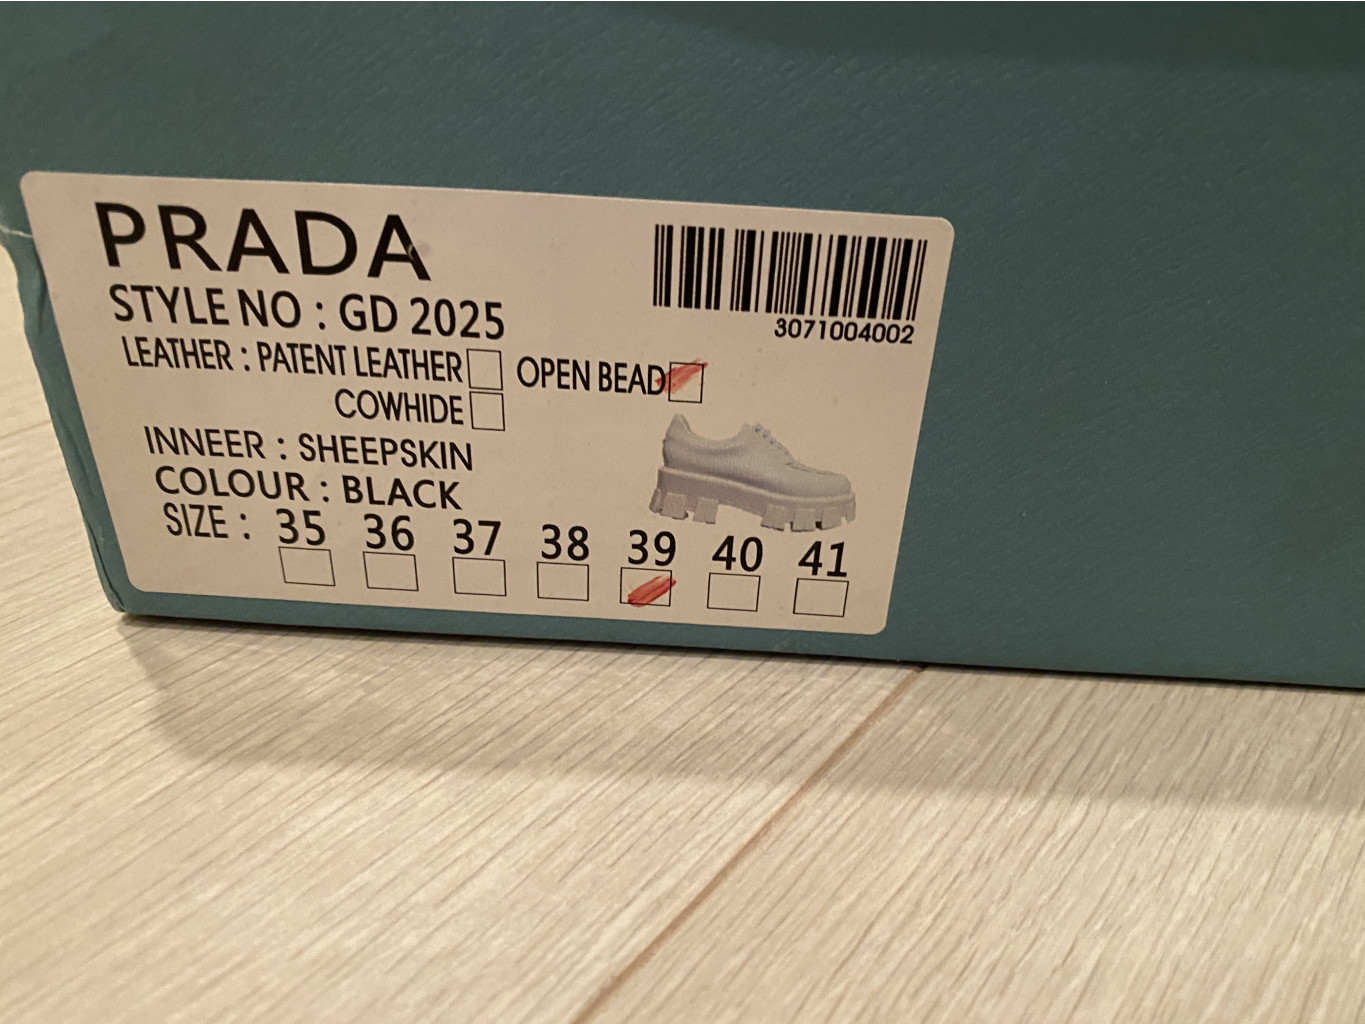 PRADA
3071004002
STYLE NO : GD 2025
LEATHER : PATENT LEATHER OPEN BEAD
COWHIDE
INNEER : SHEEPSKIN
COLOUR : BLACK
SIZE : 35 36 37 38 39 40 41